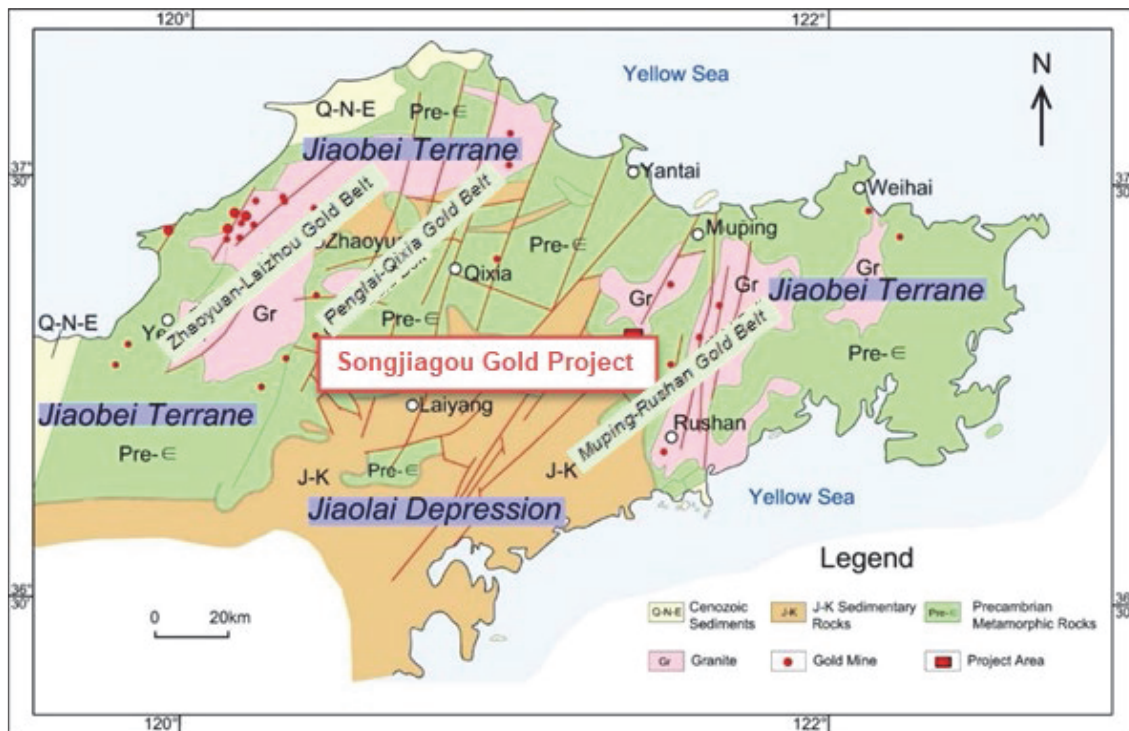 120°
122°
Yellow Sea
N
Q-N-E
Pre-∈
Jiaobei Terrane
37°
30'
Yantai
37°
30'
Weihai
Zhaoyuan-Laizhou Gold Belt
Zhaoyu
Penglai-Qixia Gold Belt
Pre-∈
Qixia
Muping
Gr
Gr
Gr
Jiaobei Terrane
Q-N-E
Ye
Gr
Pre-∈
Pre-∈
Songjiagou Gold Project
Muping-Rushan Gold Belt
Laiyang
Jiaobei Terrane
Rushan
Pre-∈
J-K
Pre-∈
J-K
Yellow Sea
Jiaolai Depression
Legend
36°
30'
0 20km
Q-N-E Cenozoic Sediments
J-K J-K Sedimentary Rocks
Pre-∈ Precambrian Metamorphic Rocks
Gr Granite
Gold Mine
Project Area
120°
122°